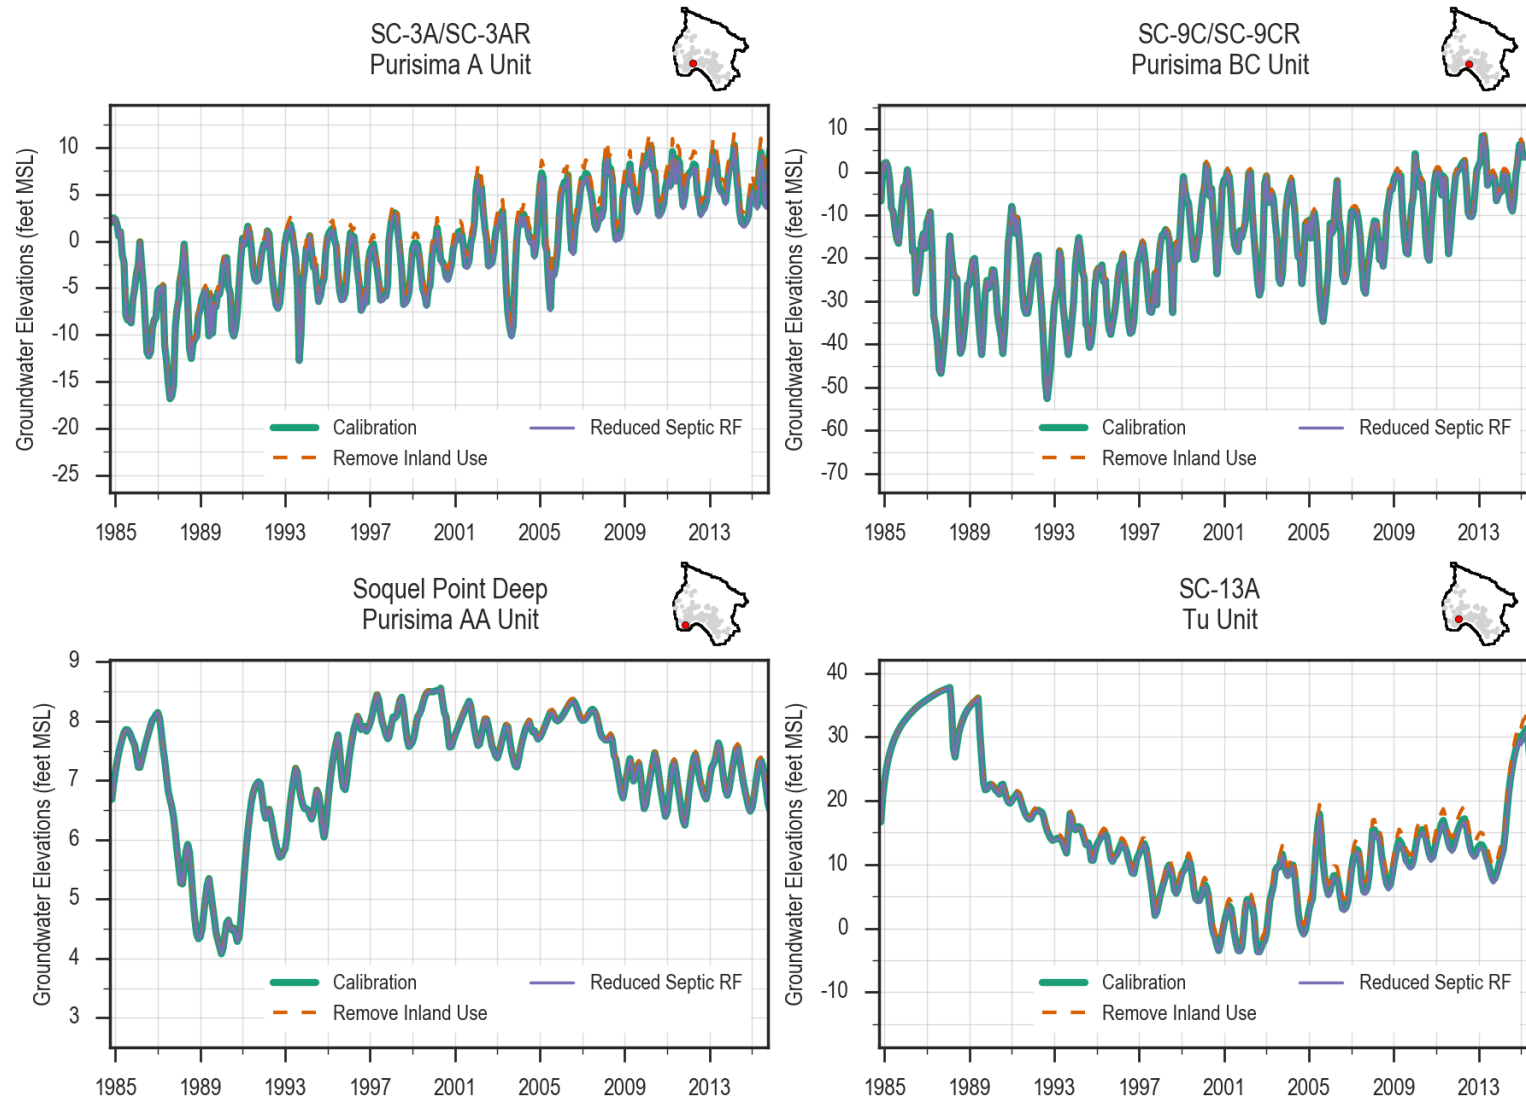 SC-3A/SC-3AR
Purisima A Unit
Groundwater Elevations (feet MSL)
10
5
0
-5
-10
-15
-20
-25
Calibration
Reduced Septic RF
Remove Inland Use
1985 1989 1993 1997 2001 2005 2009 2013
SC-9C/SC-9CR
Purisima BC Unit
Groundwater Elevations (feet MSL)
10
0
-10
-20
-30
-40
-50
-60
-70
Calibration
Reduced Septic RF
Remove Inland Use
1985 1989 1993 1997 2001 2005 2009 2013
Soquel Point Deep
Purisima AA Unit
Groundwater Elevations (feet MSL)
9
8
7
6
5
4
3
Calibration
Reduced Septic RF
Remove Inland Use
1985 1989 1993 1997 2001 2005 2009 2013
SC-13A
Tu Unit
Groundwater Elevations (feet MSL)
40
30
20
10
0
-10
Calibration
Reduced Septic RF
Remove Inland Use
1985 1989 1993 1997 2001 2005 2009 2013